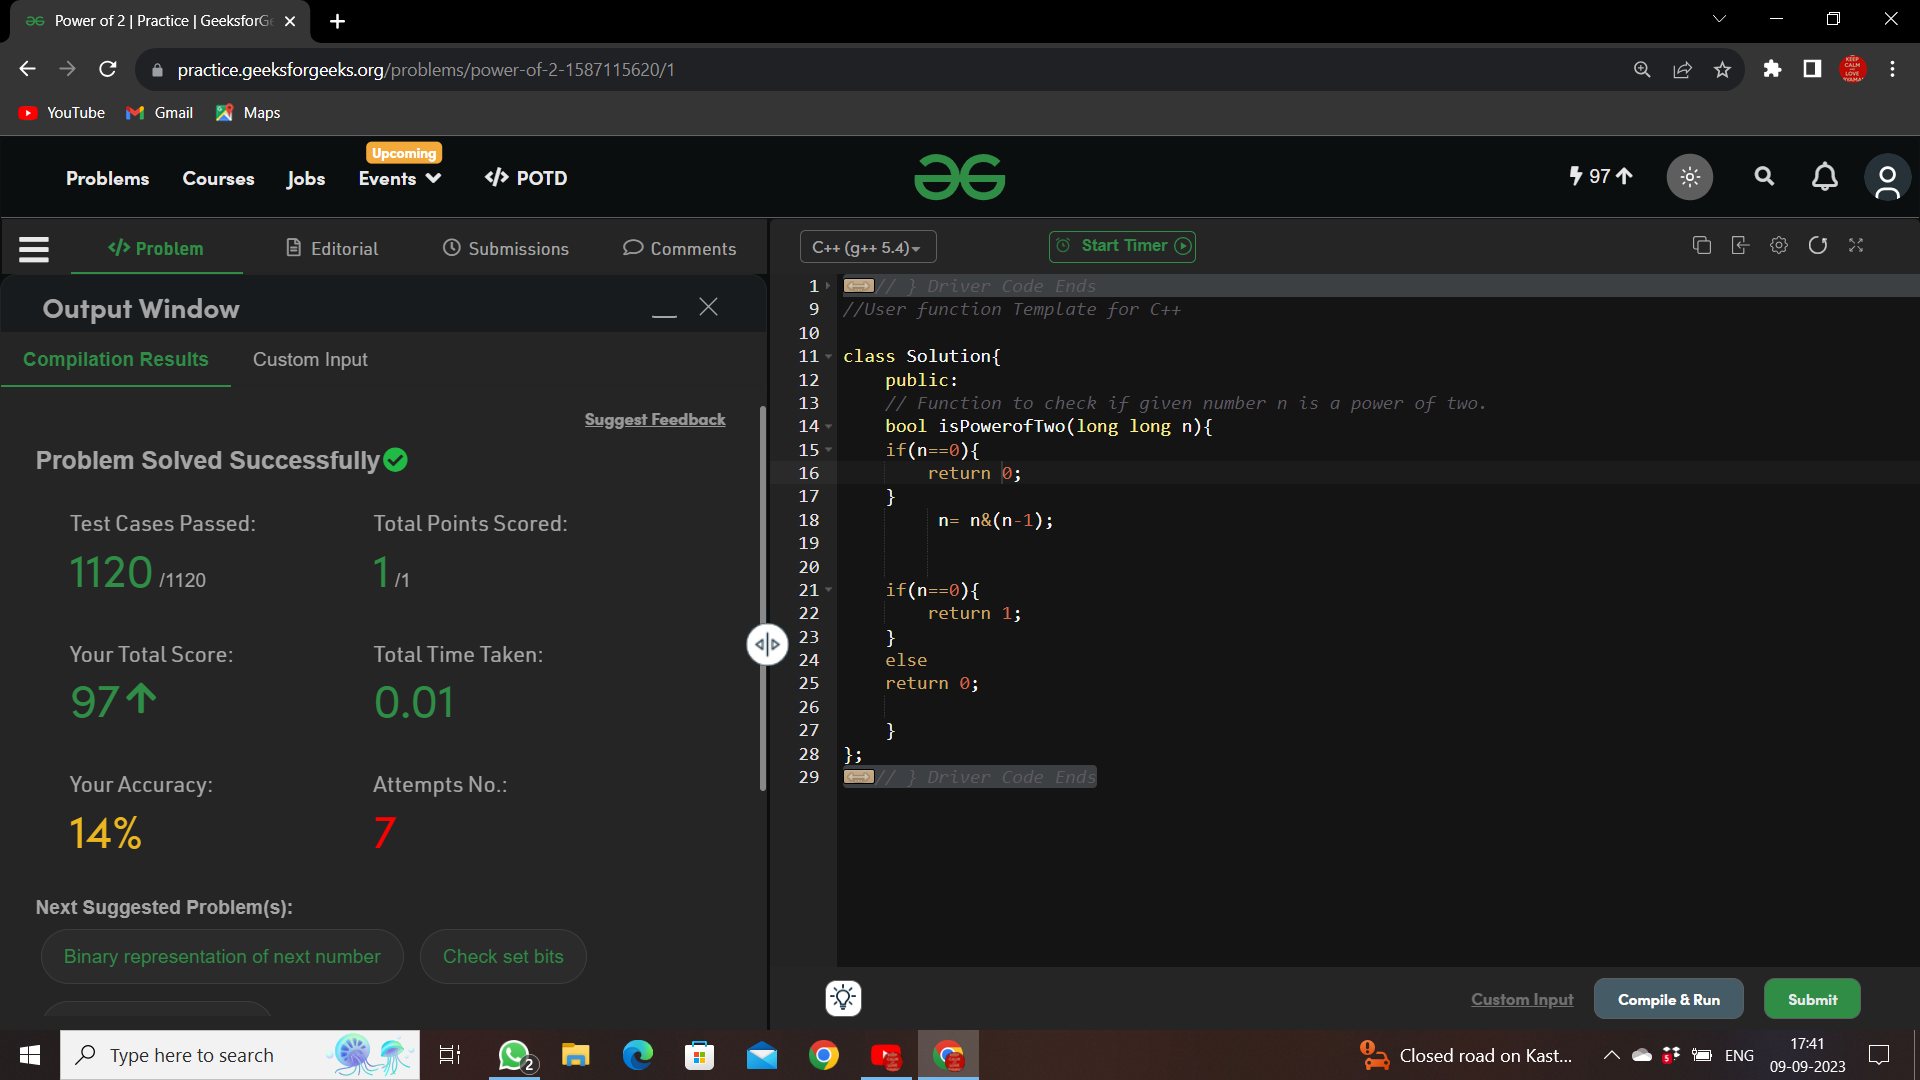 Power of 2 | Practice | GeeksforGe
practice.geeksforgeeks.org/problems/power-of-2-1587115620/1
YouTube Gmail Maps
Upcoming
Problems Courses Jobs Events POTD
97
Problem Editorial Submissions Comments
C++ (g++ 5.4) Start Timer
Output Window
Compilation Results Custom Input
Suggest Feedback
Problem Solved Successfully
Test Cases Passed: Total Points Scored:
1120 /1120 1 /1
Your Total Score: Total Time Taken:
97 0.01
Your Accuracy: Attempts No.:
14% 7
Next Suggested Problem(s):
Binary representation of next number Check set bits
1 // } Driver Code Ends
9 //User function Template for C++
10
11 class Solution{
12 public:
13 // Function to check if given number n is a power of two.
14 bool isPowerofTwo(long long n){
15 if(n==0){
16 return 0;
17 }
18 n= n&(n-1);
19
20
21 if(n==0){
22 return 1;
23 }
24 else
25 return 0;
26
27 }
28 };
29 // } Driver Code Ends
Custom Input Compile & Run Submit
Type here to search
2
Closed road on Kast...
ENG
17:41
09-09-2023